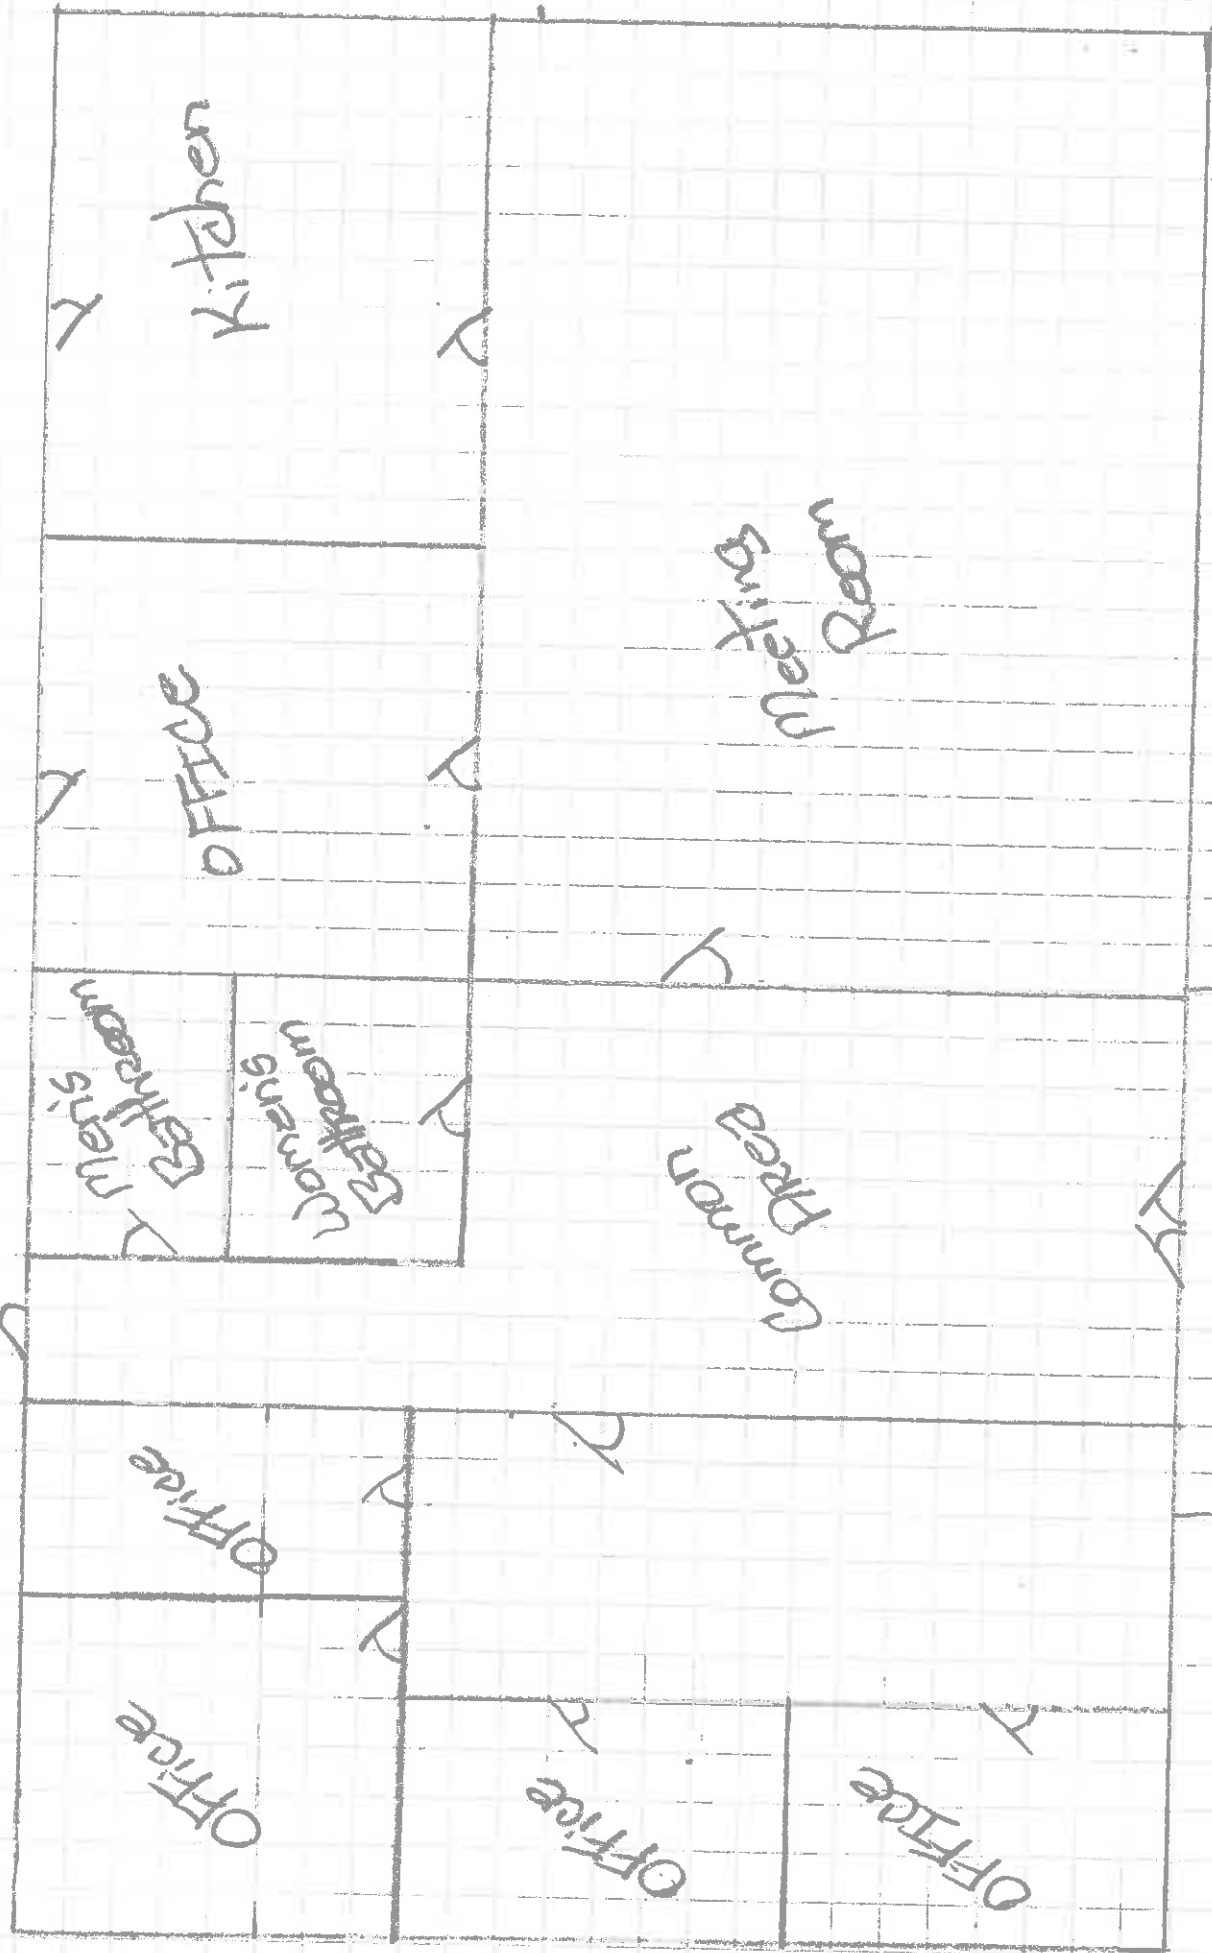 Kitchen
OFFICE
Meeting
Room
Men's
Bathroom
Women's
Bathroom
Common
Area
Office
Office
Office
OFFICE